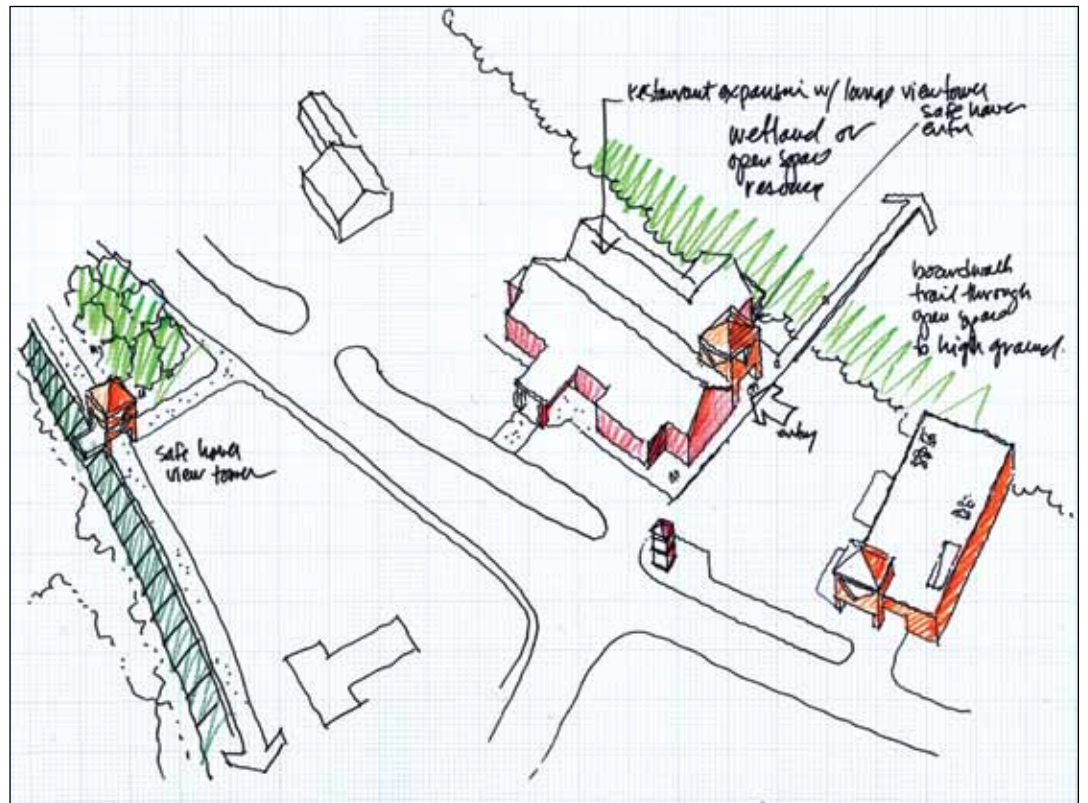 restaurant expansion w/ large view tower
safe haven
entry
wetland or
open space
resource
boardwalk
trail through
open space
to high ground.
entry
safe haven
view tower